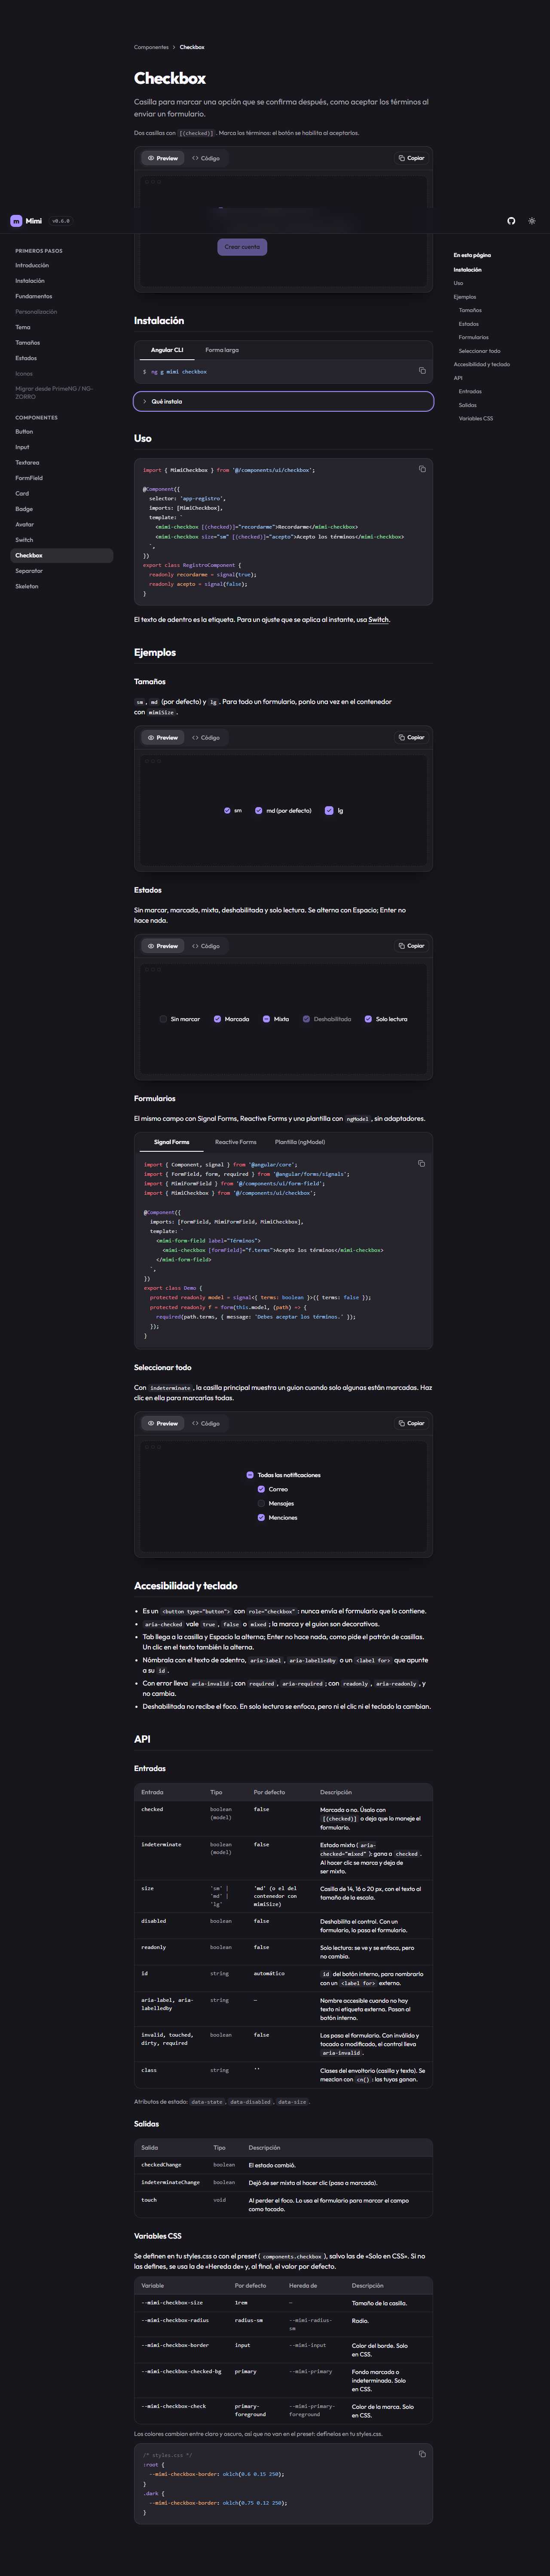 Componentes > Checkbox
Checkbox
Casilla para marcar una opción que se confirma después, como aceptar los términos al
enviar un formulario.
Dos casillas con [(checked)]. Marca los términos: el botón se habilita al aceptarlos.
Preview
Código
Copiar
m Mimi v0.6.0
Crear cuenta
PRIMEROS PASOS
Introducción
Instalación
Fundamentos
Personalización
Tema
Tamaños
Estados
Iconos
Migrar desde PrimeNG / NG-
ZORRO
COMPONENTES
Button
Input
Textarea
FormField
Card
Badge
Avatar
Switch
Checkbox
Separator
Skeleton
En esta página
Instalación
Uso
Ejemplos
Tamaños
Estados
Formularios
Seleccionar todo
Accesibilidad y teclado
API
Entradas
Salidas
Variables CSS
Instalación
Angular CLI
Forma larga
$ ng g mimi checkbox
> Qué instala
Uso
import { MimiCheckbox } from '@/components/ui/checkbox';
@Component({
selector: 'app-registro',
imports: [MimiCheckbox],
template: `
<mimi-checkbox [(checked)]="recordarme">Recordarme</mimi-checkbox>
<mimi-checkbox size="sm" [(checked)]="acepto">Acepto los términos</mimi-checkbox>
`,
})
export class RegistroComponent {
readonly recordarme = signal(true);
readonly acepto = signal(false);
}
El texto de adentro es la etiqueta. Para un ajuste que se aplica al instante, usa Switch.
Ejemplos
Tamaños
sm, md (por defecto) y lg. Para todo un formulario, ponlo una vez en el contenedor
con mimiSize.
Preview
Código
Copiar
sm
md (por defecto)
lg
Estados
Sin marcar, marcada, mixta, deshabilitada y solo lectura. Se alterna con Espacio; Enter no
hace nada.
Preview
Código
Copiar
Sin marcar
Marcada
Mixta
Deshabilitada
Solo lectura
Formularios
El mismo campo con Signal Forms, Reactive Forms y una plantilla con ngModel, sin adaptadores.
Signal Forms
Reactive Forms
Plantilla (ngModel)
import { Component, signal } from '@angular/core';
import { FormField, form, required } from '@angular/forms/signals';
import { MimiFormField } from '@/components/ui/form-field';
import { MimiCheckbox } from '@/components/ui/checkbox';
@Component({
imports: [FormField, MimiFormField, MimiCheckbox],
template: `
<mimi-form-field label="Términos">
<mimi-checkbox [formField]="f.terms">Acepto los términos</mimi-checkbox>
</mimi-form-field>
`,
})
export class Demo {
protected readonly model = signal<{ terms: boolean }>({ terms: false });
protected readonly f = form(this.model, (path) => {
required(path.terms, { message: 'Debes aceptar los términos.' });
});
}
Seleccionar todo
Con indeterminate, la casilla principal muestra un guion cuando solo algunas están marcadas. Haz
clic en ella para marcarlas todas.
Preview
Código
Copiar
Todas las notificaciones
Correo
Mensajes
Menciones
Accesibilidad y teclado
• Es un <button type="button"> con role="checkbox": nunca envía el formulario que lo contiene.
• aria-checked vale true, false o mixed; la marca y el guion son decorativos.
• Tab llega a la casilla y Espacio la alterna; Enter no hace nada, como pide el patrón de casillas.
Un clic en el texto también la alterna.
• Nómbrala con el texto de adentro, aria-label, aria-labelledby o un <label for> que apunte
a su id.
• Con error lleva aria-invalid; con required, aria-required; con readonly, aria-readonly, y
no cambia.
• Deshabilitada no recibe el foco. En solo lectura se enfoca, pero ni el clic ni el teclado la cambian.
API
Entradas
Entrada Tipo Por defecto Descripción
checked boolean (model) false Marcada o no. Úsalo con
[(checked)] o deja que lo maneje el
formulario.
indeterminate boolean (model) false Estado mixto (aria-
checked="mixed"): gana a checked.
Al hacer clic se marca y deja de
ser mixta.
size 'sm' | 'md' | 'lg' 'md' (o el del contenedor con mimiSize) Casilla de 14, 16 o 20 px, con el texto al
tamaño de la escala.
disabled boolean false Deshabilita el control. Con un
formulario, lo pasa el formulario.
readonly boolean false Solo lectura: se ve y se enfoca, pero
no cambia.
id string automático id del botón interno, para nombrarlo
con un <label for> externo.
aria-label, aria-labelledby string — Nombre accesible cuando no hay
texto ni etiqueta externa. Pasan al
botón interno.
invalid, touched, dirty, required boolean false Los pasa el formulario. Con inválido y
tocado o modificado, el control lleva
aria-invalid.
class string '' Clases del envoltorio (casilla y texto). Se
mezclan con cn(): las tuyas ganan.
Atributos de estado: data-state, data-disabled, data-size.
Salidas
Salida Tipo Descripción
checkedChange boolean El estado cambió.
indeterminateChange boolean Dejó de ser mixta al hacer clic (pasa a marcada).
touch void Al perder el foco. Lo usa el formulario para marcar el campo
como tocado.
Variables CSS
Se definen en tu styles.css o con el preset (components.checkbox), salvo las de «Solo en CSS». Si no
las defines, se usa la de «Hereda de» y, al final, el valor por defecto.
Variable Por defecto Hereda de Descripción
--mimi-checkbox-size 1rem — Tamaño de la casilla.
--mimi-checkbox-radius radius-sm --mimi-radius-sm Radio.
--mimi-checkbox-border input --mimi-input Color del borde. Solo
en CSS.
--mimi-checkbox-checked-bg primary --mimi-primary Fondo marcada o
indeterminada. Solo
en CSS.
--mimi-checkbox-check primary-foreground --mimi-primary-foreground Color de la marca. Solo
en CSS.
Los colores cambian entre claro y oscuro, así que no van en el preset: defínelos en tu styles.css.
/* styles.css */
:root {
--mimi-checkbox-border: oklch(0.6 0.15 250);
}
.dark {
--mimi-checkbox-border: oklch(0.75 0.12 250);
}